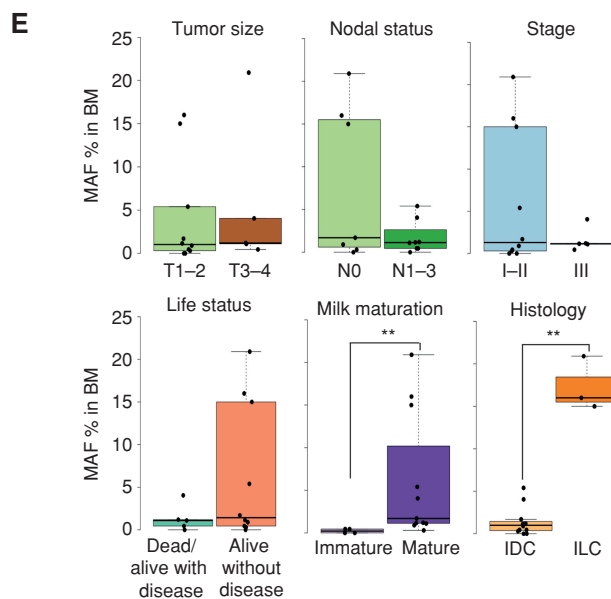 E
Tumor size
Nodal status
Stage
MAF % in BM
25
20
15
10
5
0
T1–2
T3–4
N0
N1–3
I–II
III
Life status
Milk maturation
Histology
MAF % in BM
25
20
15
10
5
0
**
**
Dead/
alive with
disease
Alive
without
disease
Immature
Mature
IDC
ILC